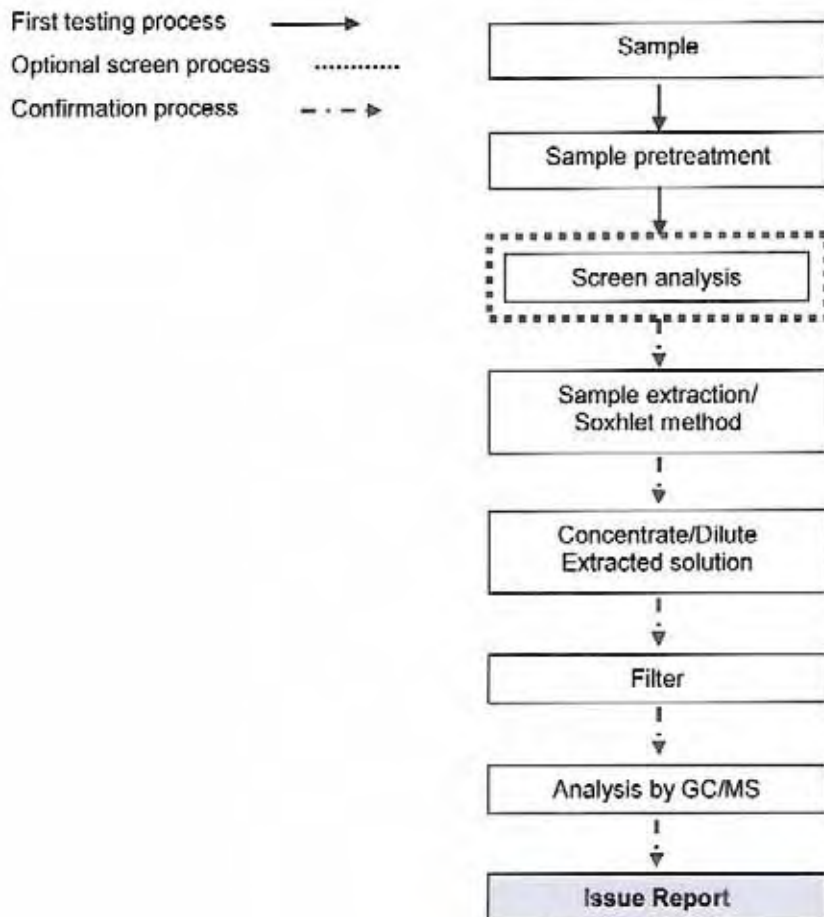 First testing process
Optional screen process
Confirmation process
Sample
Sample pretreatment
Screen analysis
Sample extraction/
Soxhlet method
Concentrate/Dilute
Extracted solution
Filter
Analysis by GC/MS
Issue Report